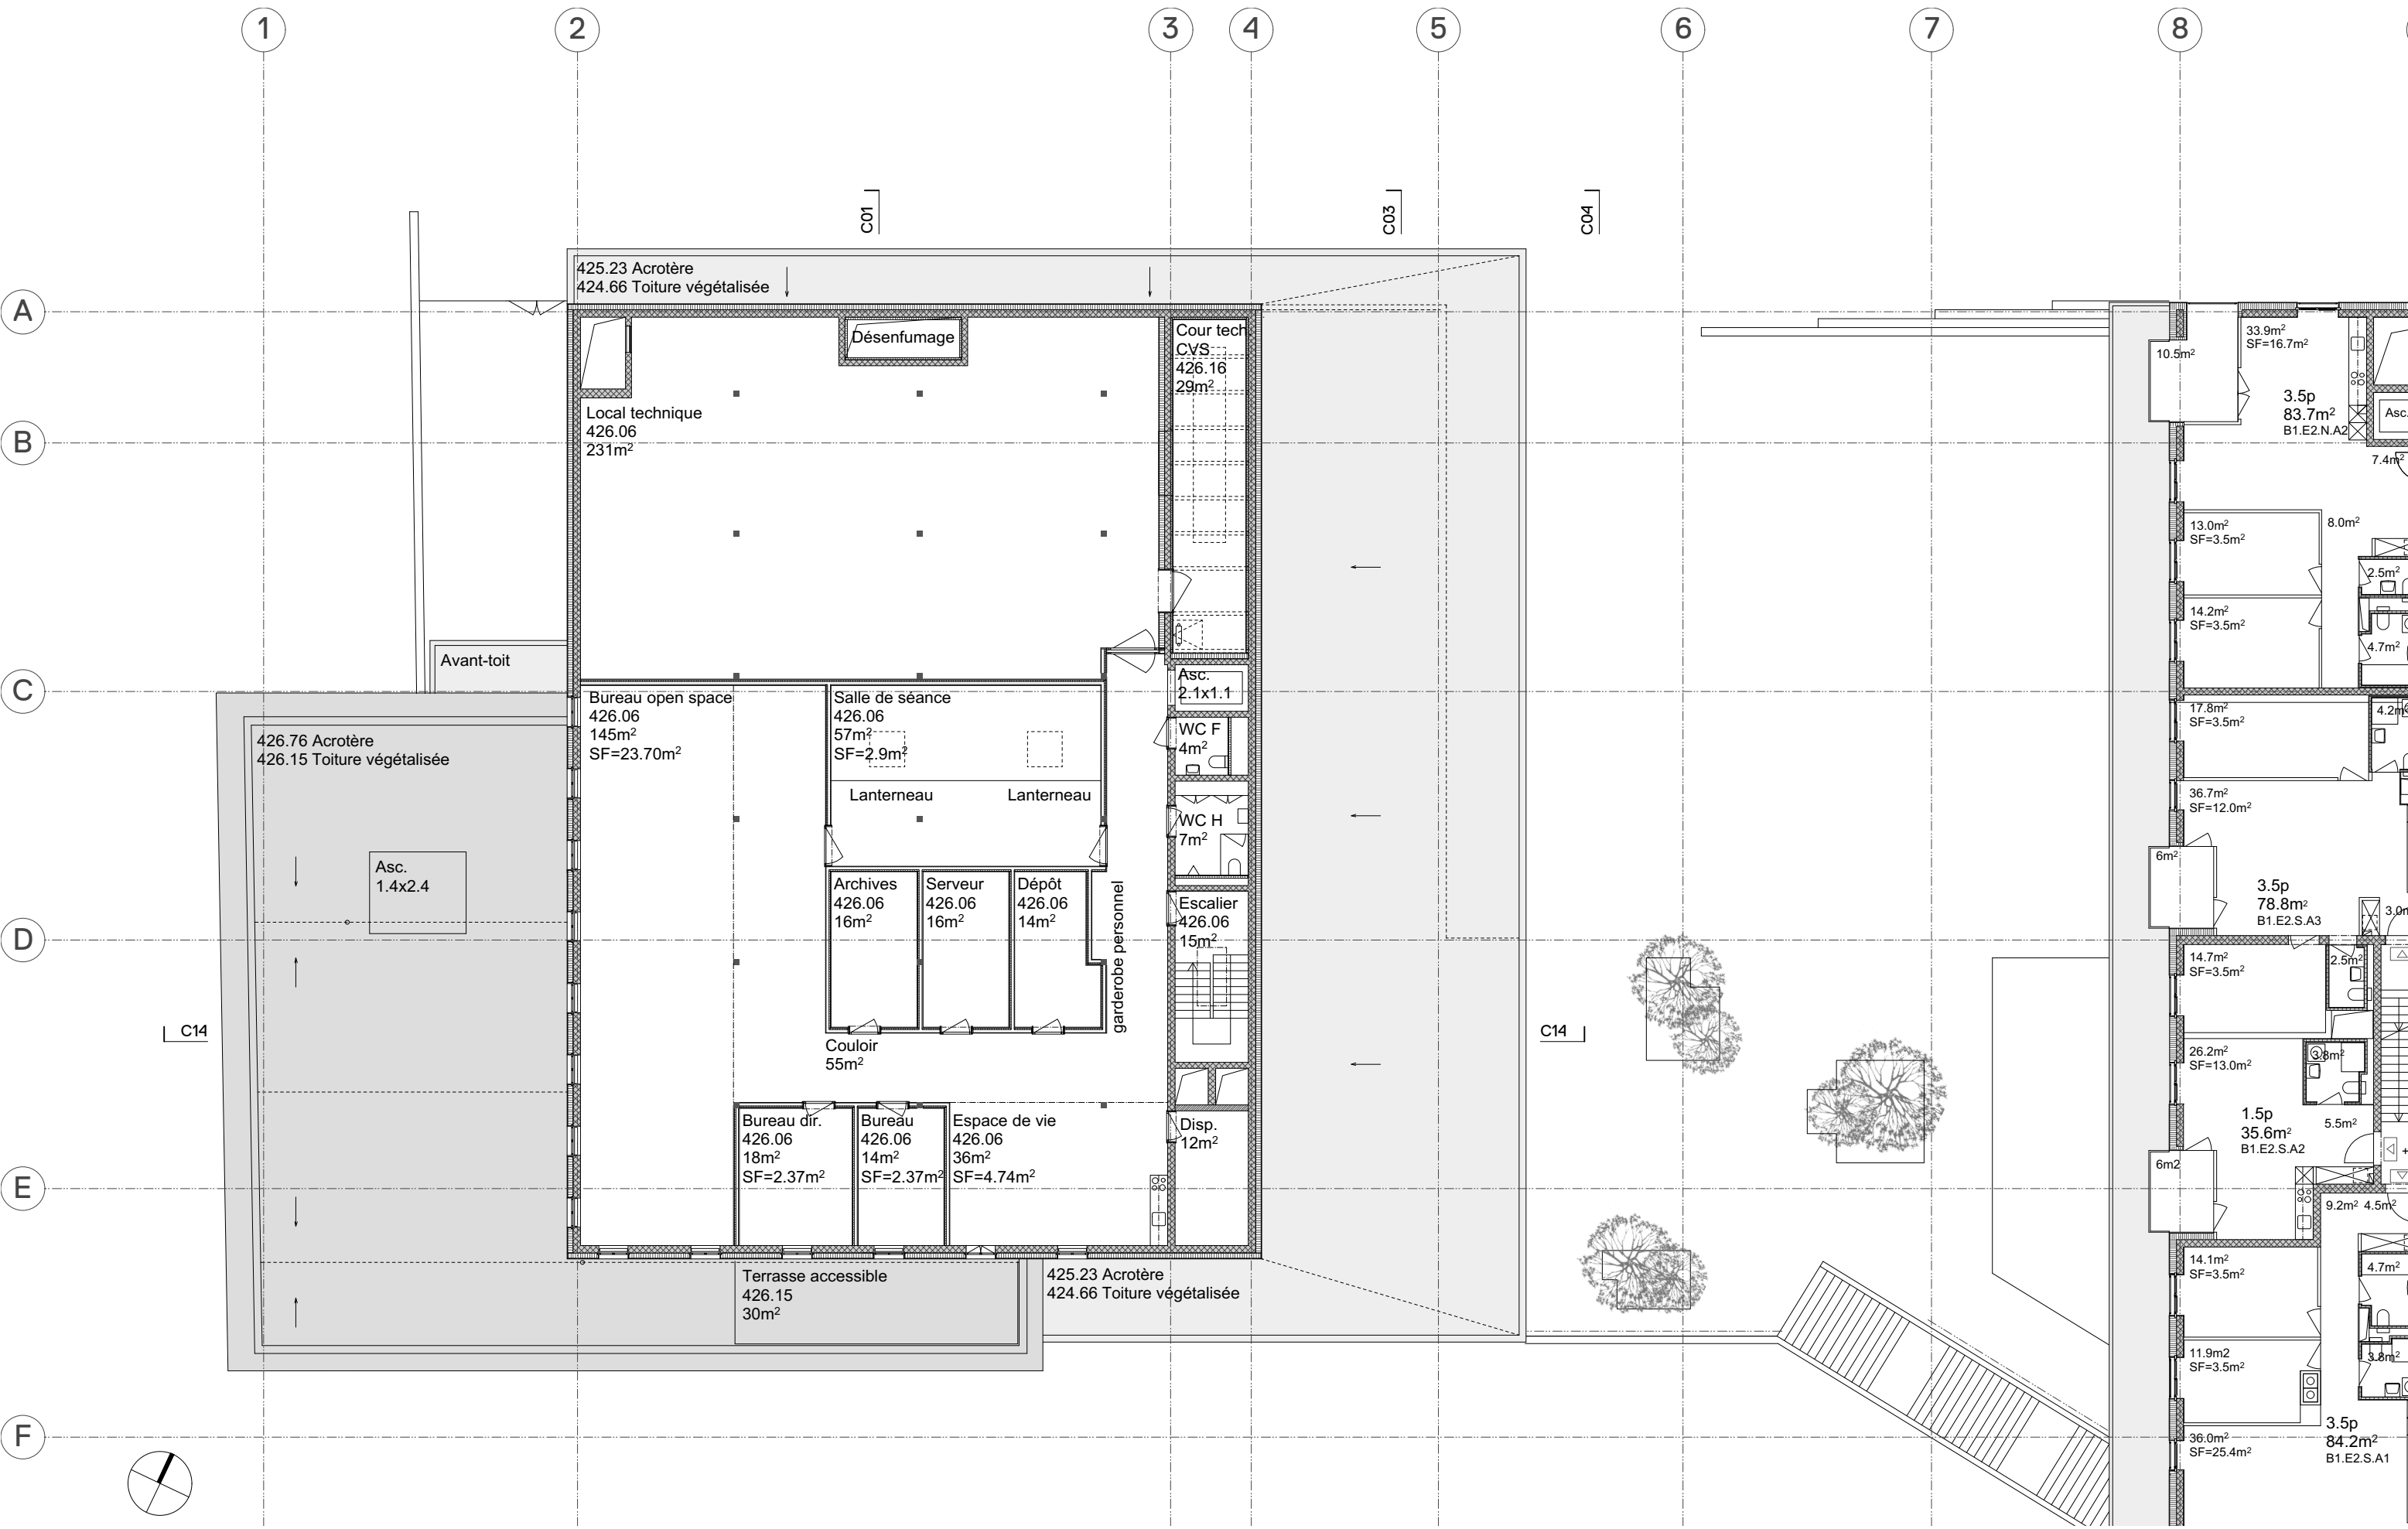 1
2
3
4
5
6
7
8
A
B
C
D
E
F
C01
C03
C04
425.23 Acrotère
424.66 Toiture végétalisée
Désenfumage
Cour tech
CVS
426.16
29m²
Local technique
426.06
231m²
Avant-toit
426.76 Acrotère
426.15 Toiture végétalisée
Asc.
1.4x2.4
Bureau open space
426.06
145m²
SF=23.70m²
Salle de séance
426.06
57m²
SF=2.9m²
Lanterneau
Lanterneau
Asc.
2.1x1.1
WC F
4m²
WC H
7m²
Archives
426.06
16m²
Serveur
426.06
16m²
Dépôt
426.06
14m²
garderobe personnel
Escalier
426.06
15m²
Couloir
55m²
C14
C14
Bureau dir.
426.06
18m²
SF=2.37m²
Bureau
426.06
14m²
SF=2.37m²
Espace de vie
426.06
36m²
SF=4.74m²
Disp.
12m²
Terrasse accessible
426.15
30m²
425.23 Acrotère
424.66 Toiture végétalisée
10.5m²
33.9m²
SF=16.7m²
3.5p
83.7m²
B1.E2.N.A2
Asc.
7.4m²
13.0m²
SF=3.5m²
8.0m²
2.5m²
14.2m²
SF=3.5m²
4.7m²
17.8m²
SF=3.5m²
4.2m
36.7m²
SF=12.0m²
6m²
3.5p
78.8m²
B1.E2.S.A3
3.0m
14.7m²
SF=3.5m²
2.5m²
26.2m²
SF=13.0m²
3.8m²
1.5p
35.6m²
B1.E2.S.A2
5.5m²
6m2
9.2m² 4.5m²
14.1m²
SF=3.5m²
4.7m²
11.9m2
SF=3.5m²
3.8m²
3.5p
84.2m²
B1.E2.S.A1
36.0m²
SF=25.4m²